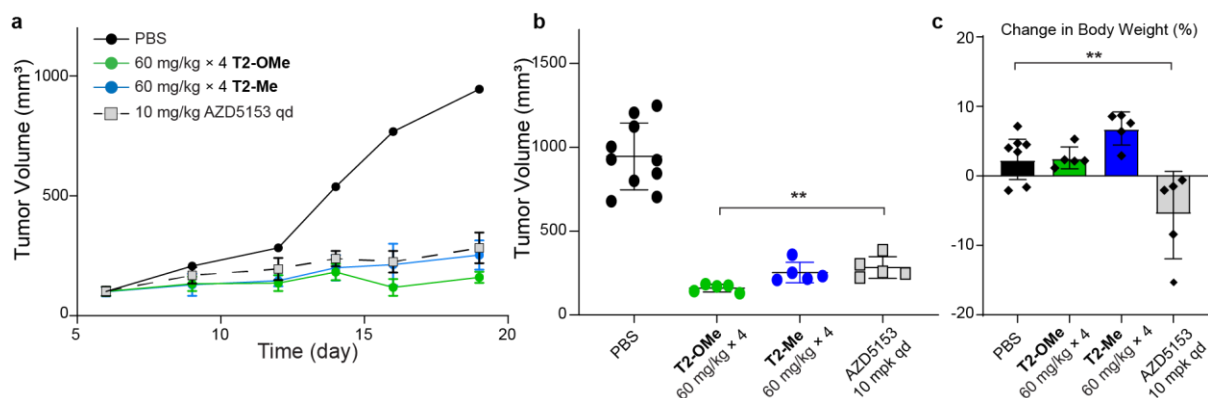 a
PBS
60 mg/kg × 4 T2-OMe
60 mg/kg × 4 T2-Me
10 mg/kg AZD5153 qd
Tumor Volume (mm³)
1000
500
0
5
10
15
20
Time (day)
b
Tumor Volume (mm³)
1500
1000
500
0
**
PBS
T2-OMe
60 mg/kg × 4
T2-Me
60 mg/kg × 4
AZD5153
10 mpk qd
c
Change in Body Weight (%)
20
10
0
-10
-20
**
PBS
T2-OMe
60 mg/kg × 4
T2-Me
60 mg/kg × 4
AZD5153
10 mpk qd